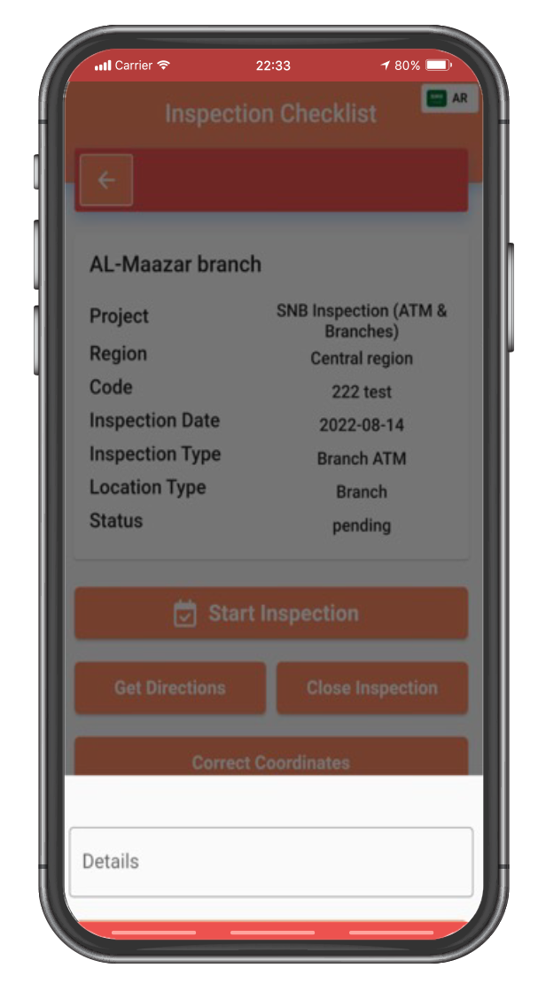 Carrier 22:33 80%
AR
Inspection Checklist
AL-Maazar branch
Project SNB Inspection (ATM &
Branches)
Region Central region
Code 222 test
Inspection Date 2022-08-14
Inspection Type Branch ATM
Location Type Branch
Status pending
Start Inspection
Get Directions Close Inspection
Correct Coordinates
Details